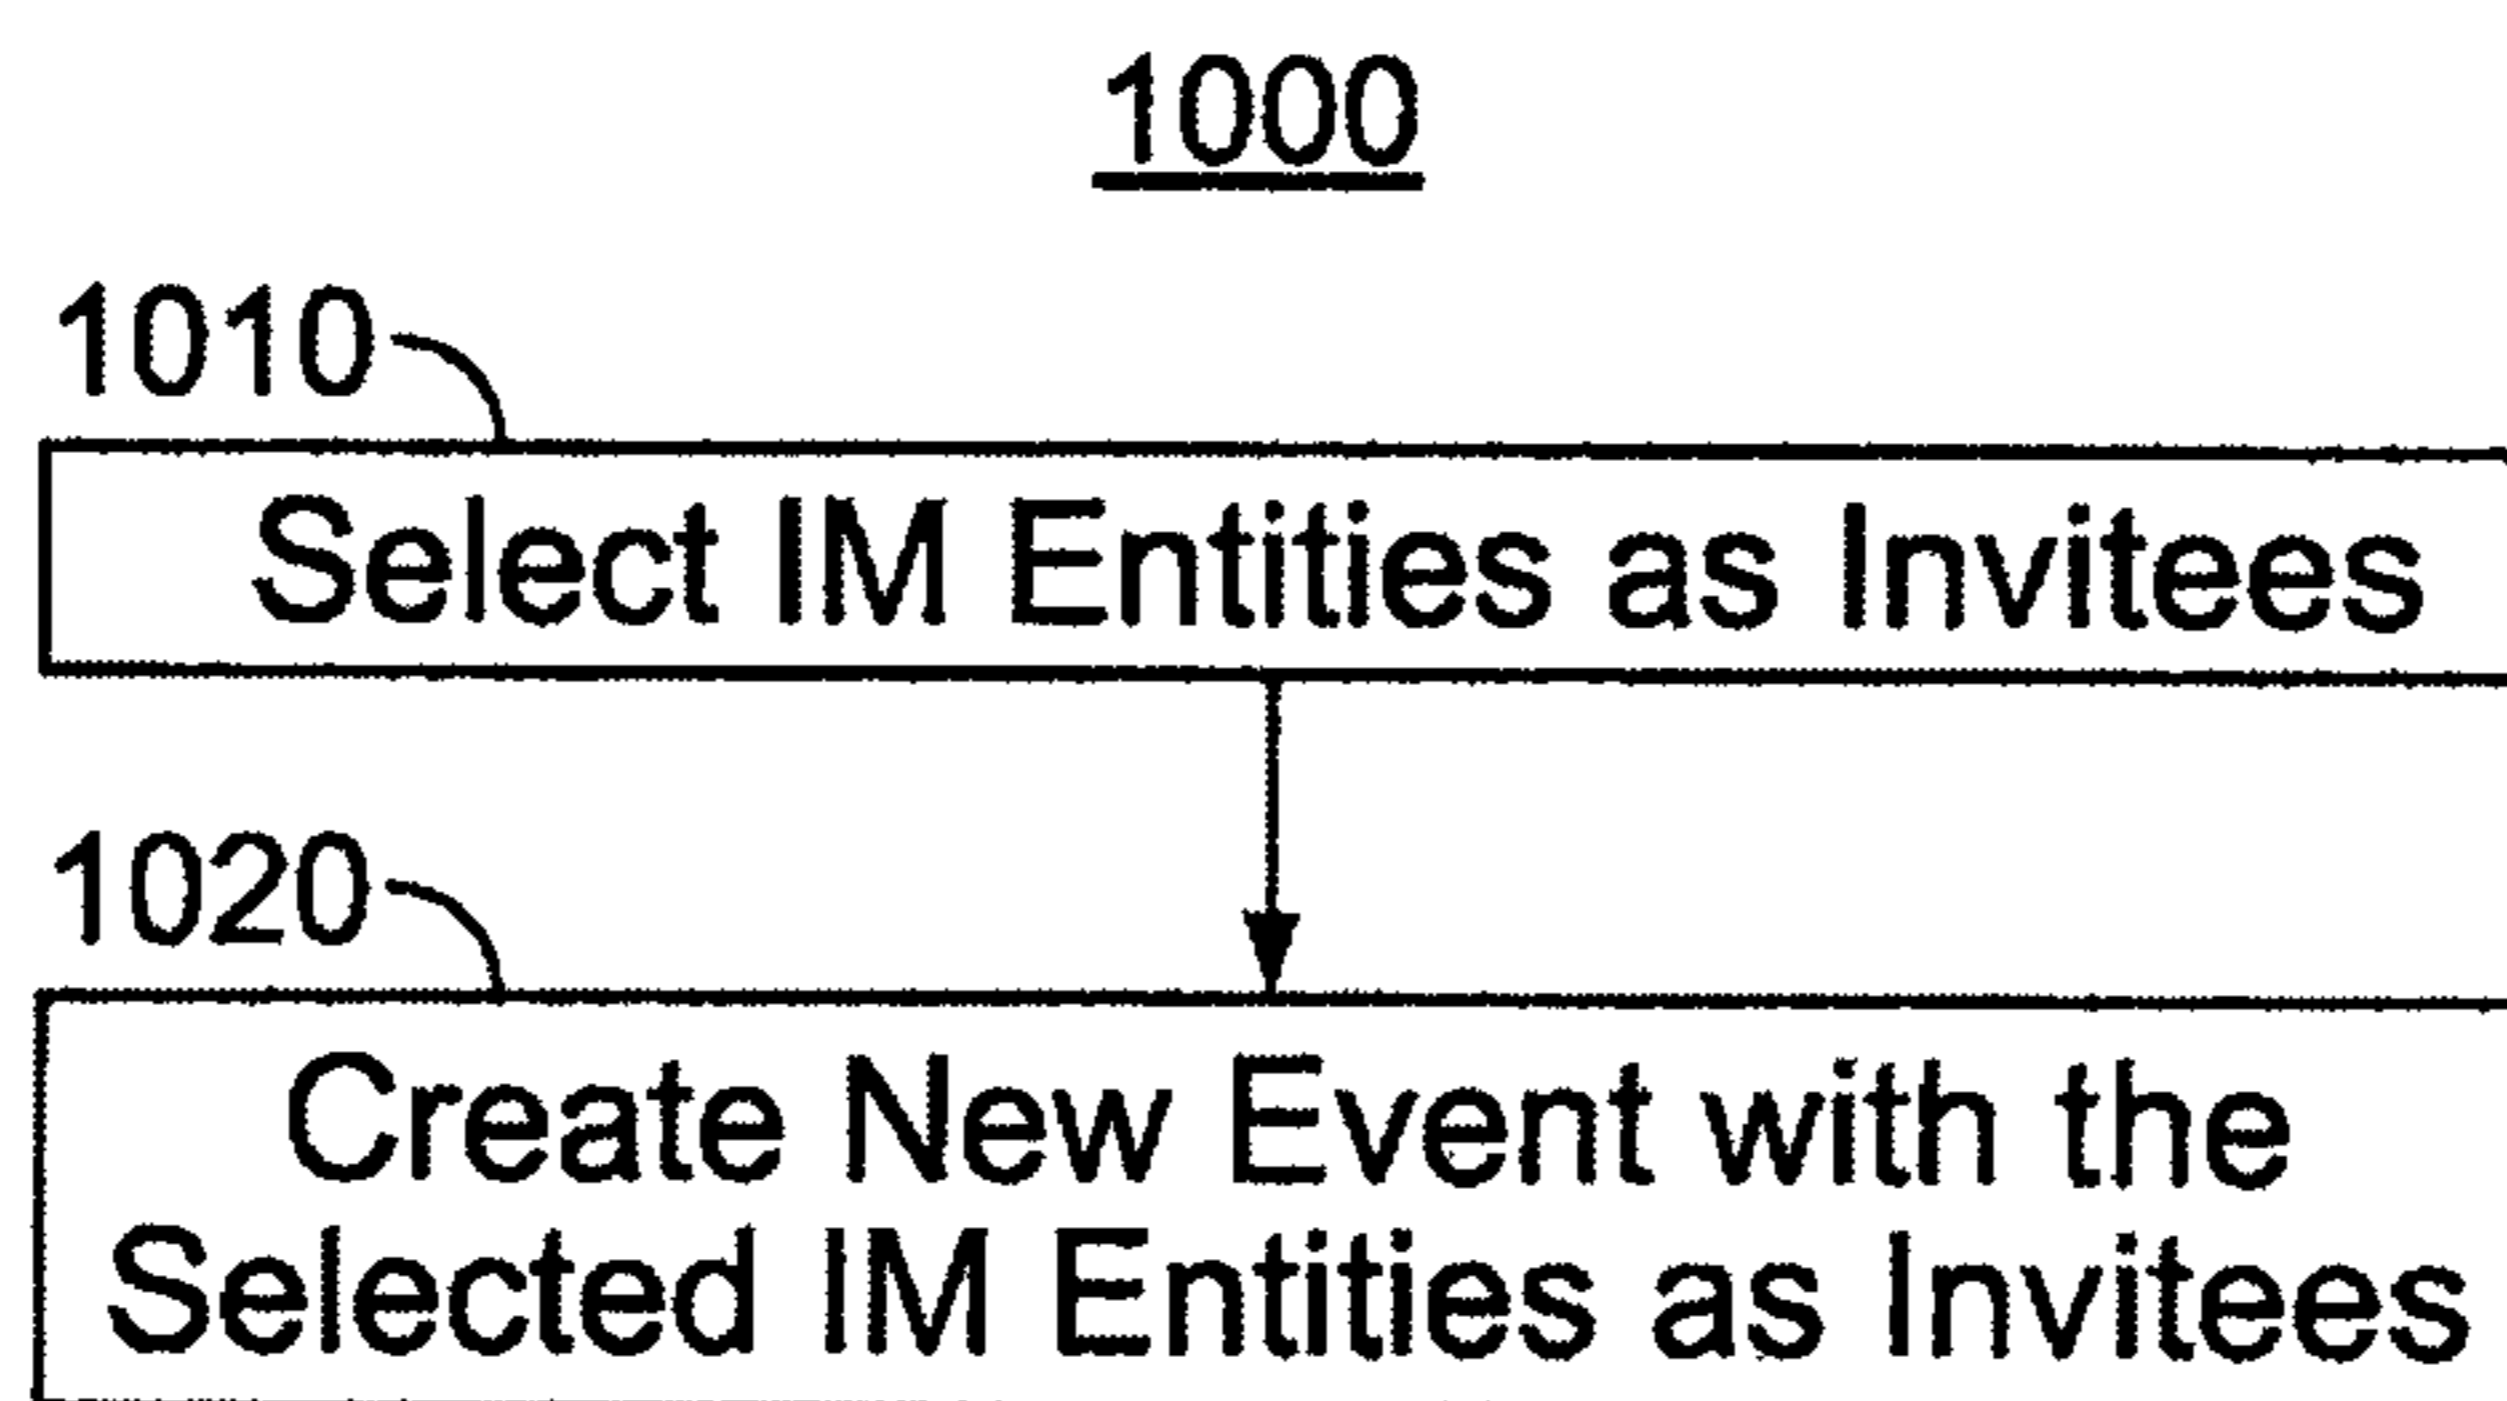 1000
1010
Select IM Entities as Invitees
1020
Create New Event with the
Selected IM Entities as Invitees